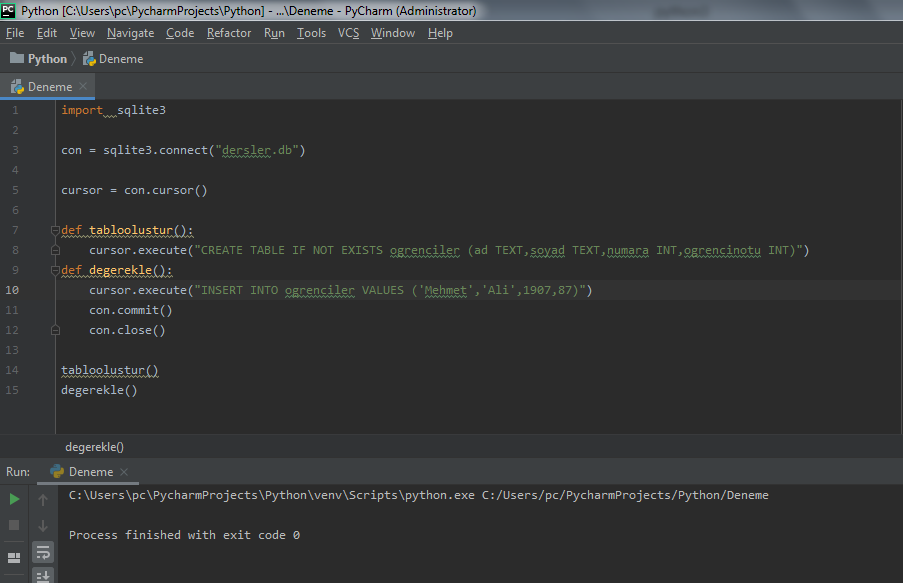 PC Python [C:\Users\pc\PycharmProjects\Python] - ...\Deneme - PyCharm (Administrator)
File Edit View Navigate Code Refactor Run Tools VCS Window Help
Python Deneme
Deneme
1 import  sqlite3
2
3 con = sqlite3.connect("dersler.db")
4
5 cursor = con.cursor()
6
7 def tabloolustur():
8 cursor.execute("CREATE TABLE IF NOT EXISTS ogrenciler (ad TEXT,soyad TEXT,numara INT,ogrencinotu INT)")
9 def degerekle():
10 cursor.execute("INSERT INTO ogrenciler VALUES ('Mehmet','Ali',1907,87)")
11 con.commit()
12 con.close()
13
14 tabloolustur()
15 degerekle()
degerekle()
Run: Deneme
C:\Users\pc\PycharmProjects\Python\venv\Scripts\python.exe C:/Users/pc/PycharmProjects/Python/Deneme
Process finished with exit code 0